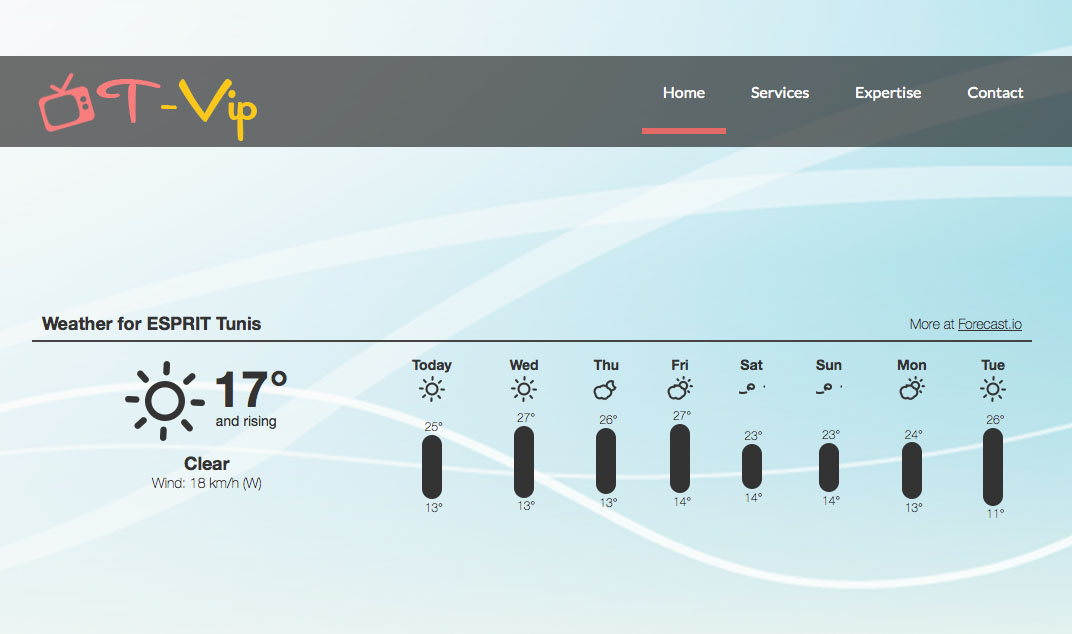 T-Vip
Home Services Expertise Contact
Weather for ESPRIT Tunis
More at Forecast.io
17°
and rising
Clear
Wind: 18 km/h (W)
Today Wed Thu Fri Sat Sun Mon Tue
25° 27° 26° 27° 23° 23° 24° 26°
13° 13° 13° 14° 14° 14° 13° 11°